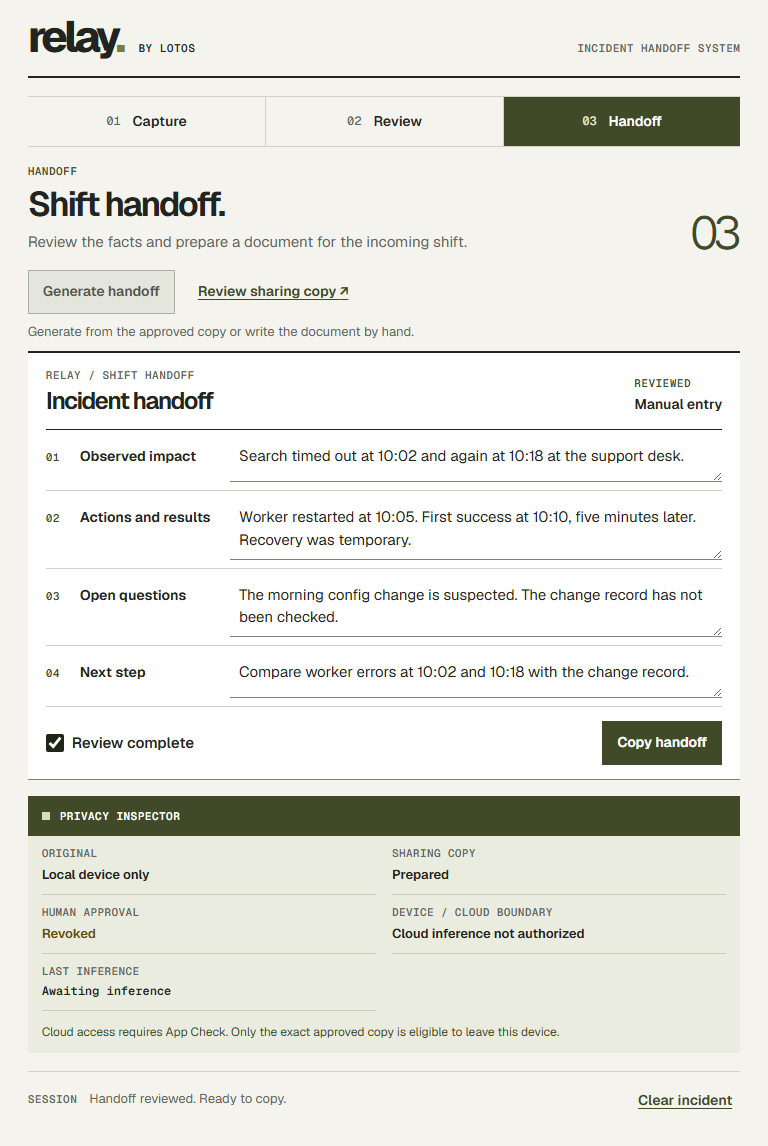 relay. BY LOTOS
INCIDENT HANDOFF SYSTEM
01 Capture
02 Review
03 Handoff
HANDOFF
Shift handoff.
Review the facts and prepare a document for the incoming shift.
03
Generate handoff
Review sharing copy ↗
Generate from the approved copy or write the document by hand.
RELAY / SHIFT HANDOFF
Incident handoff
REVIEWED
Manual entry
01 Observed impact
Search timed out at 10:02 and again at 10:18 at the support desk.
02 Actions and results
Worker restarted at 10:05. First success at 10:10, five minutes later.
Recovery was temporary.
03 Open questions
The morning config change is suspected. The change record has not
been checked.
04 Next step
Compare worker errors at 10:02 and 10:18 with the change record.
Review complete
Copy handoff
PRIVACY INSPECTOR
ORIGINAL
Local device only
SHARING COPY
Prepared
HUMAN APPROVAL
Revoked
DEVICE / CLOUD BOUNDARY
Cloud inference not authorized
LAST INFERENCE
Awaiting inference
Cloud access requires App Check. Only the exact approved copy is eligible to leave this device.
SESSION Handoff reviewed. Ready to copy.
Clear incident